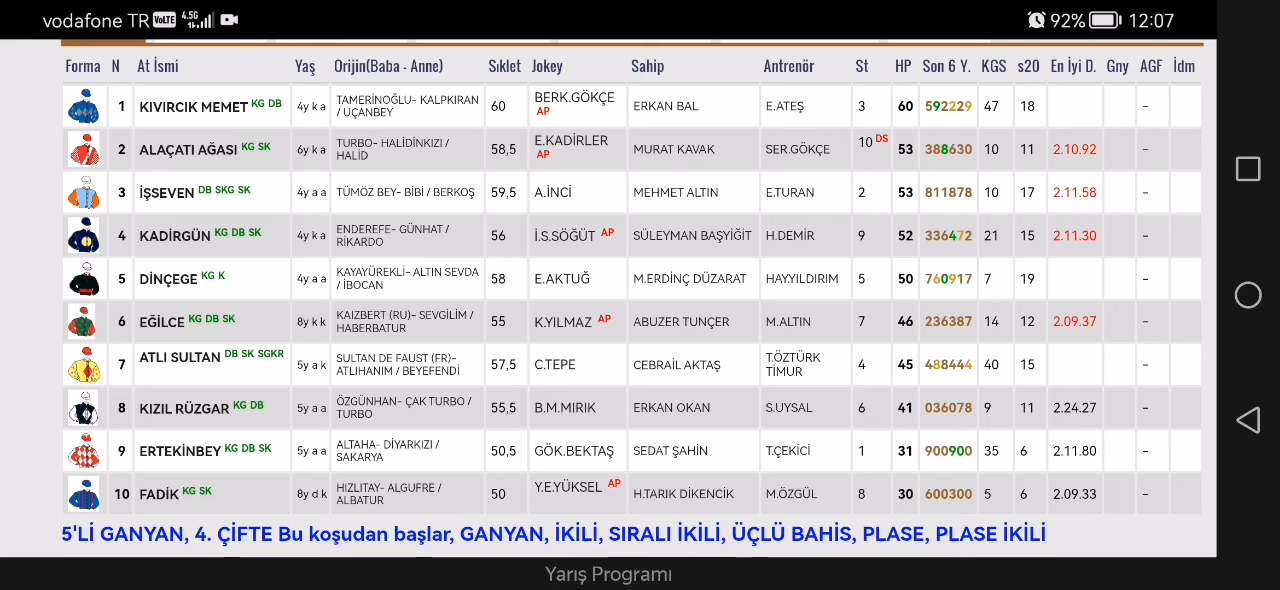 vodafone TR VoLTE 4.5G 92% 12:07
Forma N At İsmi Yaş Orijin(Baba - Anne) Sıklet Jokey Sahip Antrenör St HP Son 6 Y. KGS s20 En İyi D. Gny AGF İdm
1 KIVIRCIK MEMET KG DB 4y k a TAMERİNOĞLU- KALPKIRAN / UÇANBEY 60 BERK.GÖKÇE AP ERKAN BAL E.ATEŞ 3 60 592229 47 18 -
2 ALAÇATI AĞASI KG SK 6y k a TURBO- HALİDİNKIZI / HALİD 58,5 E.KADİRLER AP MURAT KAVAK SER.GÖKÇE 10 DS 53 388630 10 11 2.10.92 -
3 İŞSEVEN DB SKG SK 4y a a TÜMÖZ BEY- BİBİ / BERKOŞ 59,5 A.İNCİ MEHMET ALTIN E.TURAN 2 53 811878 10 17 2.11.58 -
4 KADİRGÜN KG DB SK 4y k a ENDEREFE- GÜNHAT / RİKARDO 56 İ.S.SÖĞÜT AP SÜLEYMAN BAŞYİĞİT H.DEMİR 9 52 336472 21 15 2.11.30 -
5 DİNÇEGE KG K 4y a a KAYAYÜREKLİ- ALTIN SEVDA / İBOCAN 58 E.AKTUĞ M.ERDİNÇ DÜZARAT HAY.YILDIRIM 5 50 760917 7 19 -
6 EĞİLCE KG DB SK 8y k k KAIZBERT (RU)- SEVGİLİM / HABERBATUR 55 K.YILMAZ AP ABUZER TUNÇER M.ALTIN 7 46 236387 14 12 2.09.37 -
7 ATLI SULTAN DB SK SGKR 5y a k SULTAN DE FAUST (FR)- ATLIHANIM / BEYEFENDİ 57,5 C.TEPE CEBRAİL AKTAŞ T.ÖZTÜRK TİMUR 4 45 488444 40 15 -
8 KIZIL RÜZGAR KG DB 5y a a ÖZGÜNHAN- ÇAK TURBO / TURBO 55,5 B.M.MIRIK ERKAN OKAN S.UYSAL 6 41 036078 9 11 2.24.27 -
9 ERTEKİNBEY KG DB SK 5y a a ALTAHA- DİYARKIZI / SAKARYA 50,5 GÖK.BEKTAŞ SEDAT ŞAHİN T.ÇEKİCİ 1 31 900900 35 6 2.11.80 -
10 FADİK KG SK 8y d k HIZLITAY- ALGUFRE / ALBATUR 50 Y.E.YÜKSEL AP H.TARIK DİKENCİK M.ÖZGÜL 8 30 600300 5 6 2.09.33 -
5'Lİ GANYAN, 4. ÇİFTE Bu koşudan başlar, GANYAN, İKİLİ, SIRALI İKİLİ, ÜÇLÜ BAHİS, PLASE, PLASE İKİLİ
Yarış Programı